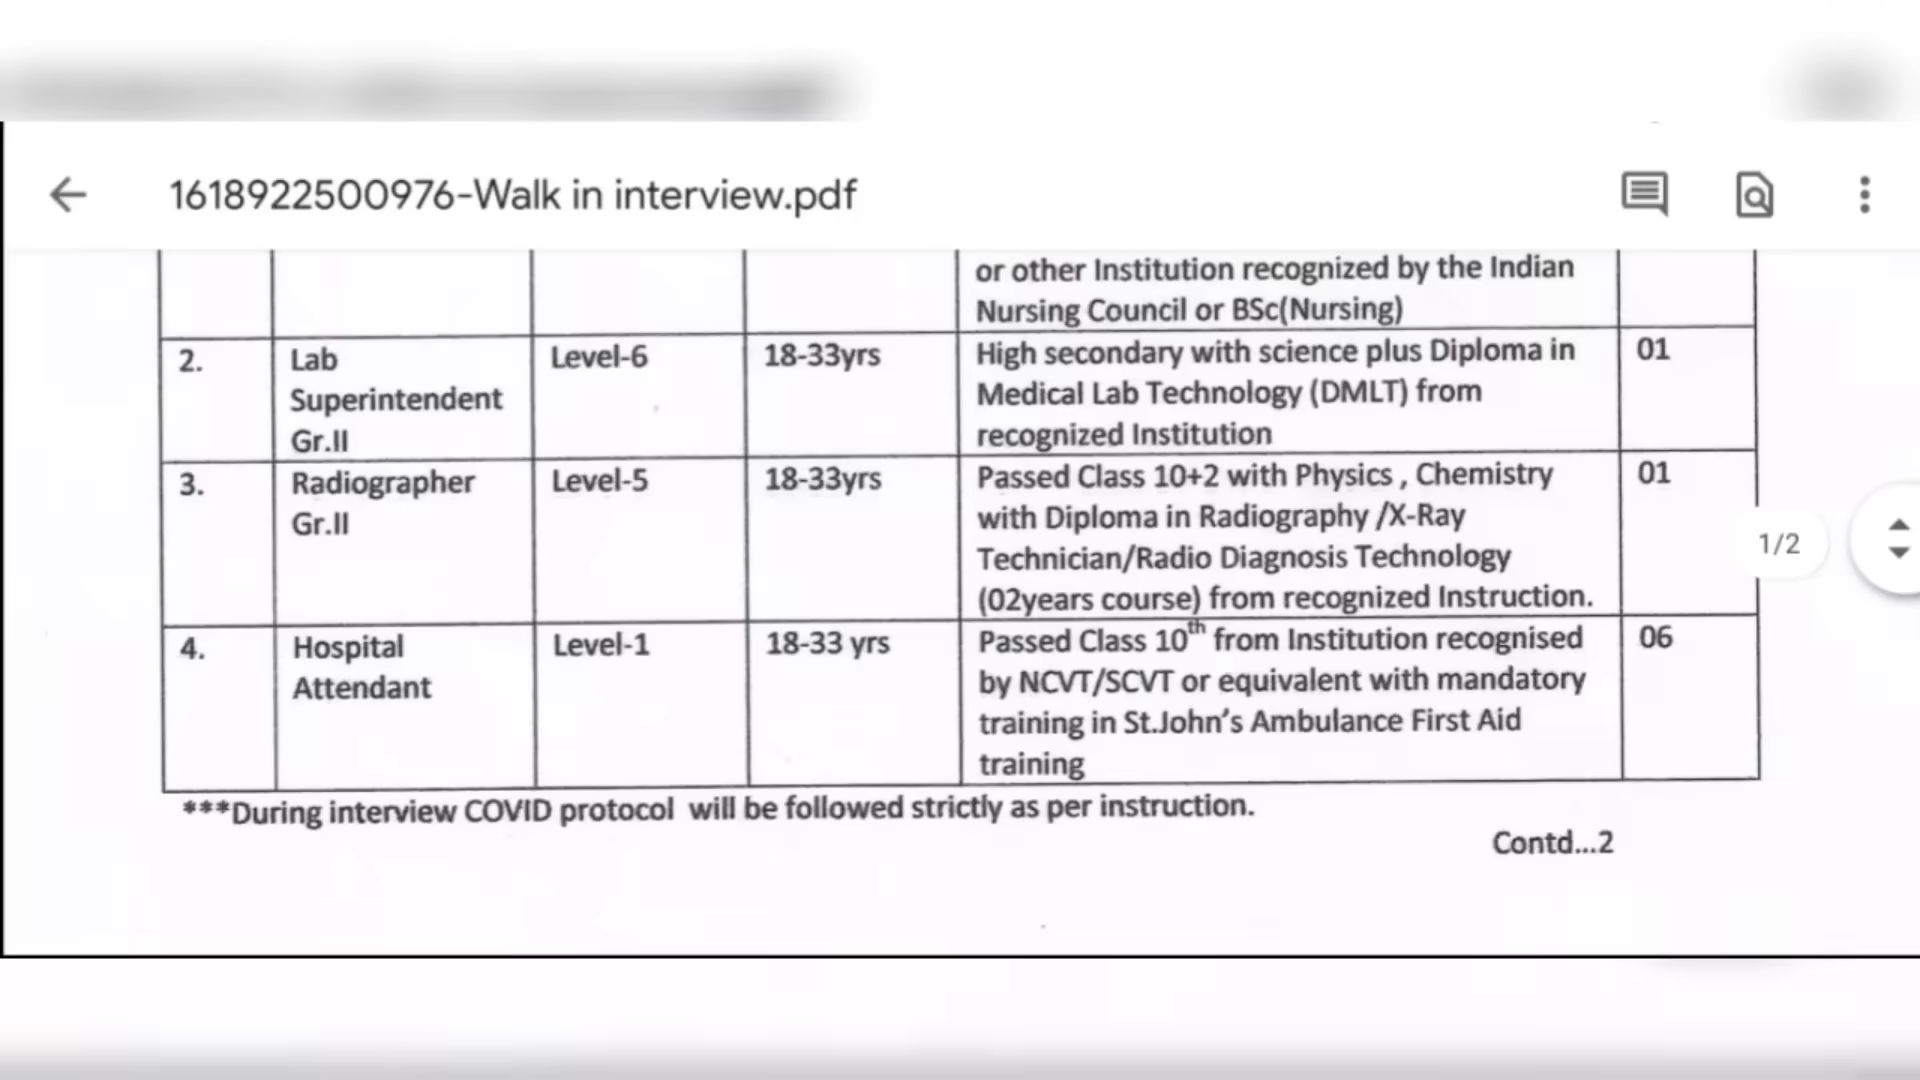 1618922500976-Walk in interview.pdf
or other Institution recognized by the Indian
Nursing Council or BSc(Nursing)
2. Lab Level-6 18-33yrs High secondary with science plus Diploma in 01
Superintendent Medical Lab Technology (DMLT) from
Gr.II recognized Institution
3. Radiographer Level-5 18-33yrs Passed Class 10+2 with Physics , Chemistry 01
Gr.II with Diploma in Radiography /X-Ray
Technician/Radio Diagnosis Technology
(02years course) from recognized Instruction.
1/2
4. Hospital Level-1 18-33 yrs Passed Class 10th from Institution recognised 06
Attendant by NCVT/SCVT or equivalent with mandatory
training in St.John's Ambulance First Aid
training
***During interview COVID protocol will be followed strictly as per instruction.
Contd...2